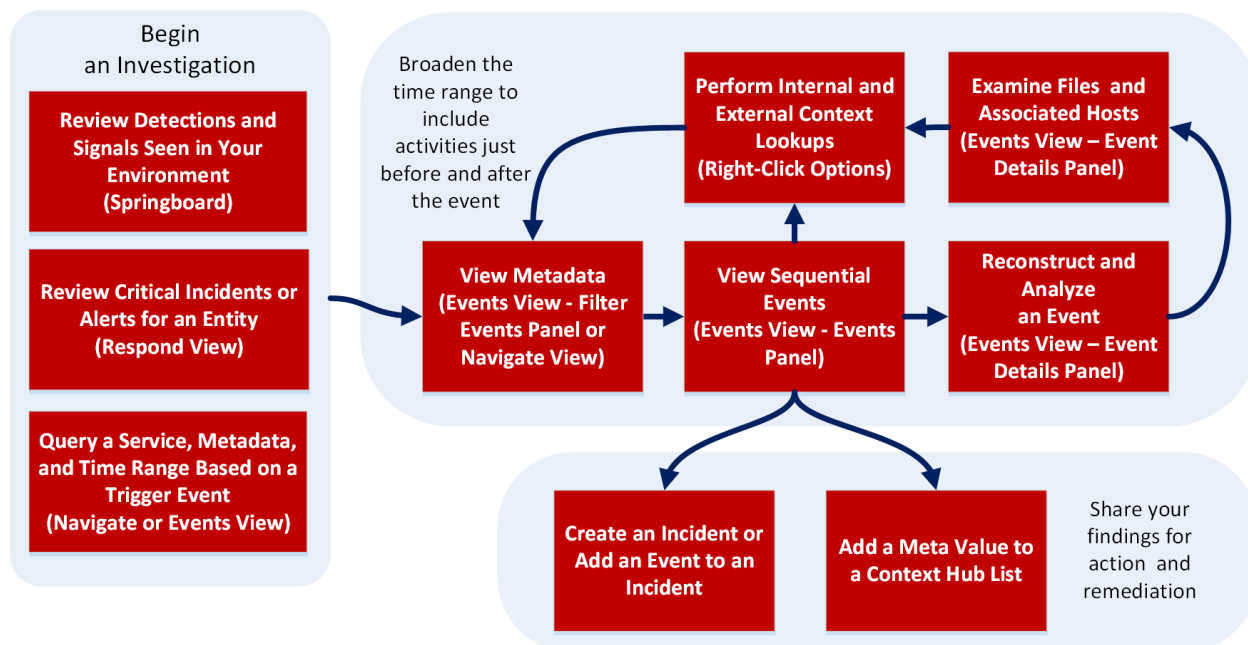 Begin
an Investigation
Review Detections and
Signals Seen in Your
Environment
(Springboard)
Review Critical Incidents or
Alerts for an Entity
(Respond View)
Query a Service, Metadata,
and Time Range Based on a
Trigger Event
(Navigate or Events View)
Broaden the
time range to
include
activities just
before and after
the event
Perform Internal and
External Context
Lookups
(Right-Click Options)
Examine Files and
Associated Hosts
(Events View – Event
Details Panel)
View Metadata
(Events View - Filter
Events Panel or
Navigate View)
View Sequential
Events
(Events View - Events
Panel)
Reconstruct and
Analyze
an Event
(Events View – Event
Details Panel)
Create an Incident or
Add an Event to an
Incident
Add a Meta Value to
a Context Hub List
Share your
findings for
action and
remediation